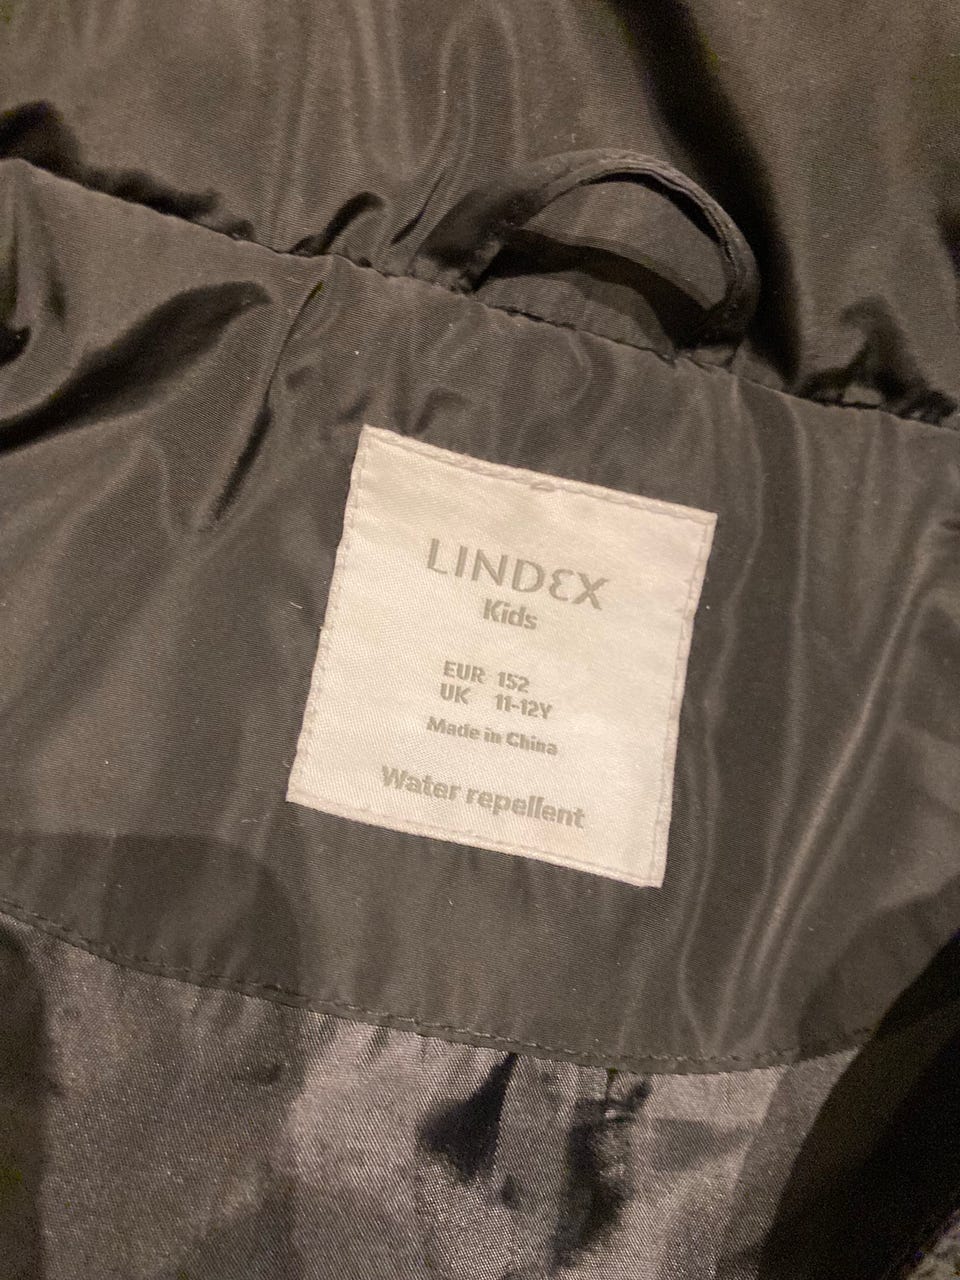 LINDEX
Kids
EUR 152
UK 11-12Y
Made in China
Water repellent